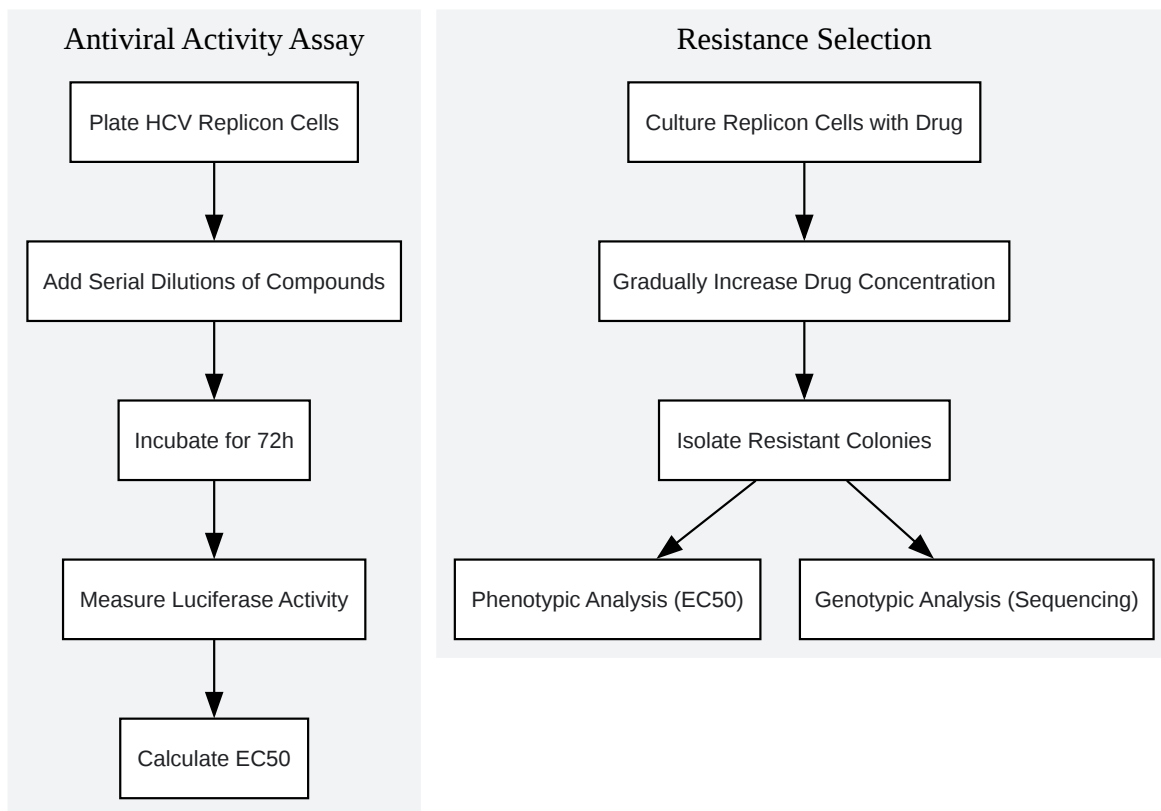 Antiviral Activity Assay
Plate HCV Replicon Cells
Add Serial Dilutions of Compounds
Incubate for 72h
Measure Luciferase Activity
Calculate EC50
Resistance Selection
Culture Replicon Cells with Drug
Gradually Increase Drug Concentration
Isolate Resistant Colonies
Phenotypic Analysis (EC50)
Genotypic Analysis (Sequencing)